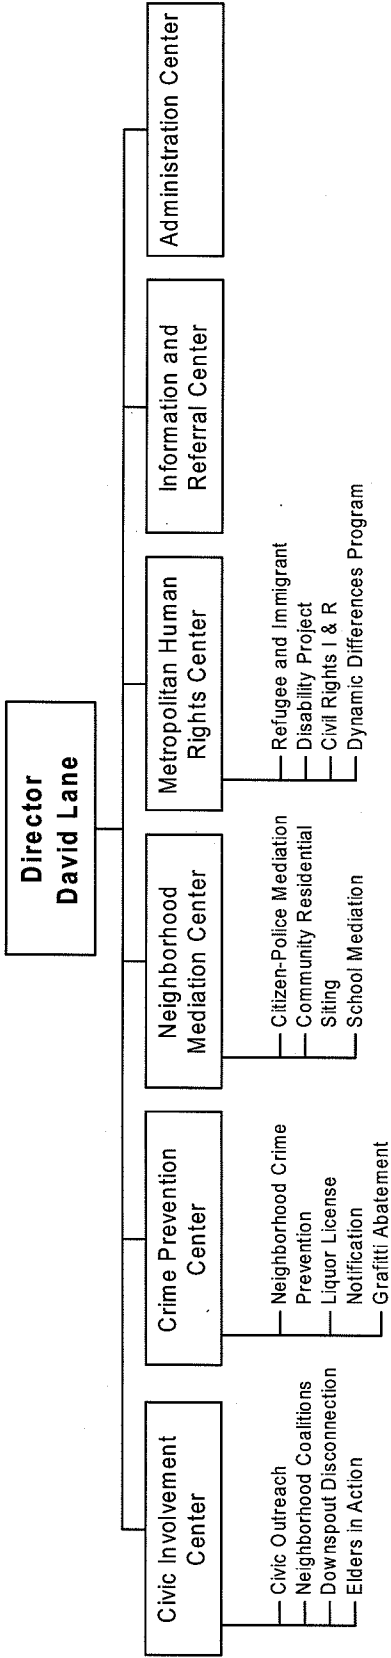 Director
David Lane
Civic Involvement
Center
Civic Outreach
Neighborhood Coalitions
Downspout Disconnection
Elders in Action
Crime Prevention
Center
Neighborhood Crime
Prevention
Liquor License
Notification
Grafitti Abatement
Neighborhood
Mediation Center
Citizen-Police Mediation
Community Residential
Siting
School Mediation
Metropolitan Human
Rights Center
Refugee and Immigrant
Disability Project
Civil Rights I & R
Dynamic Differences Program
Information and
Referral Center
Administration Center